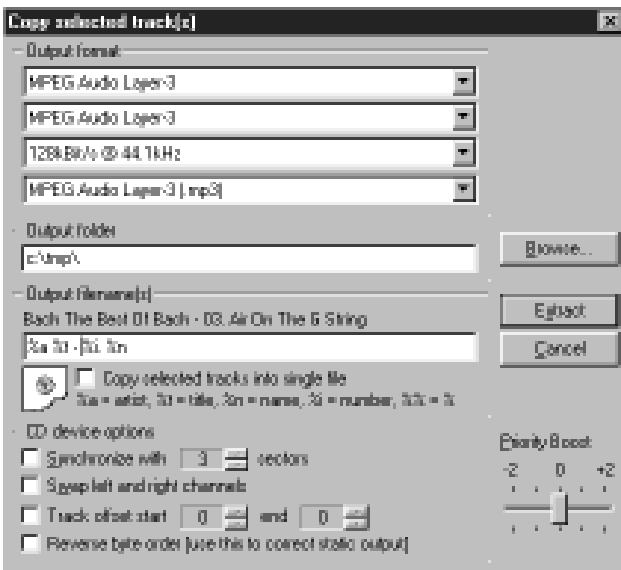 Copy selected track(s)
Output format
MPEG Audio Layer-3
MPEG Audio Layer-3
128kBit/s @ 44,1kHz
MPEG Audio Layer-3 (.mp3)
Output folder
c:\tmp\
Browse...
Output filename(s)
Bach The Best Of Bach - 03. Air On The G String
%a %t - %i. %n
Extract
Cancel
Copy selected tracks into single file
%a = artist, %t = title, %n = name, %i = number, %% = %
CD device options
Synchronize with 3 sectors
Swap left and right channels
Track offset start 0 end 0
Reverse byte order (use this to correct static output)
Priority Boost
-2 0 +2